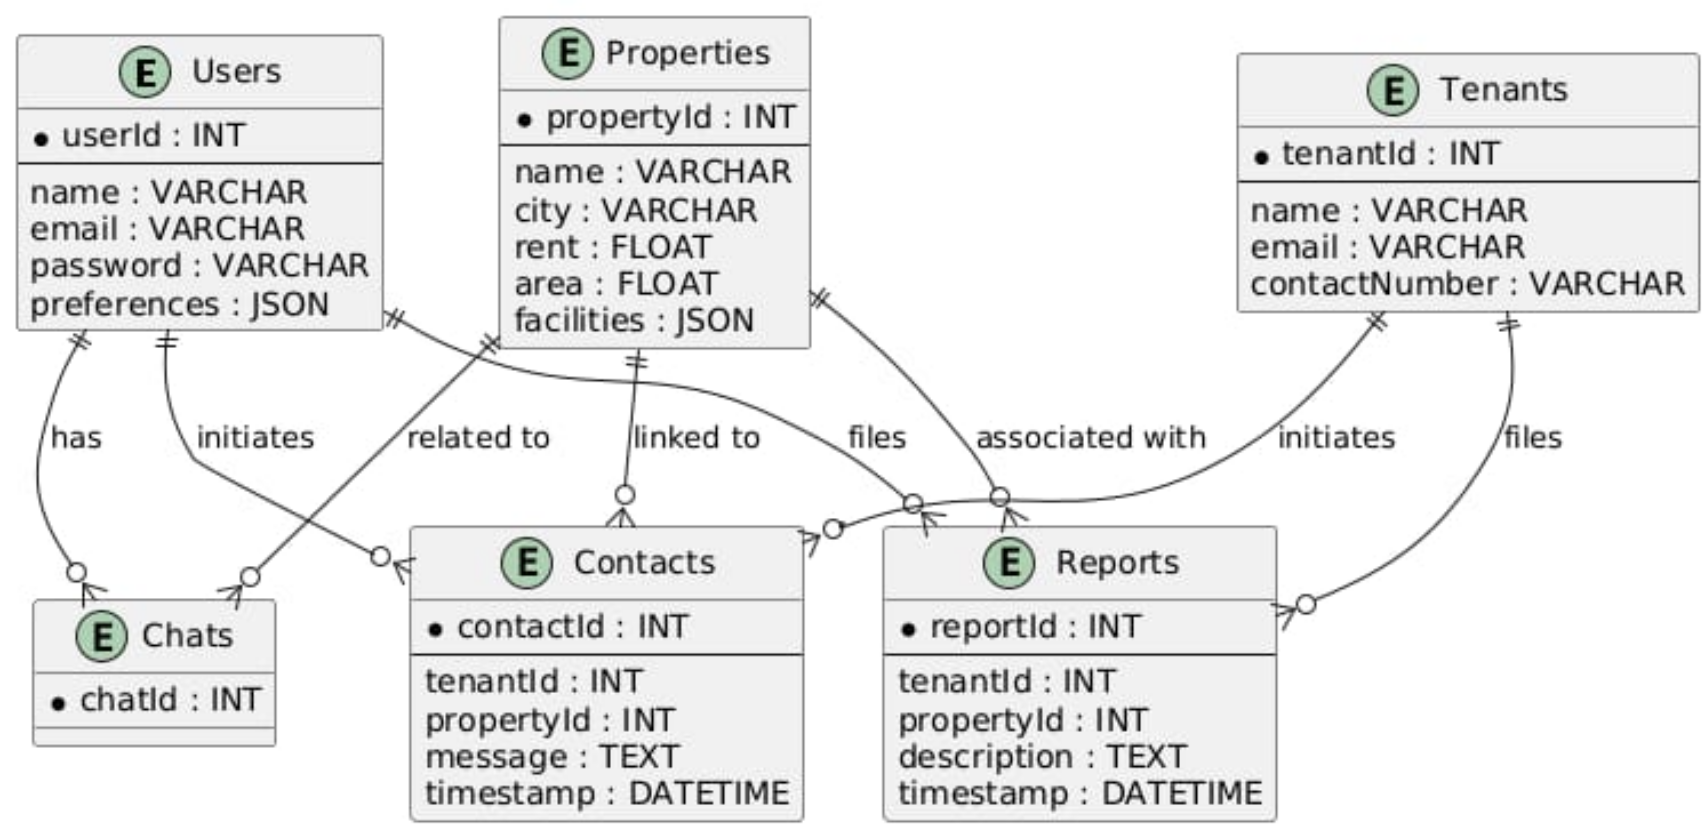 E Users
userId : INT
name : VARCHAR
email : VARCHAR
password : VARCHAR
preferences : JSON
E Properties
propertyId : INT
name : VARCHAR
city : VARCHAR
rent : FLOAT
area : FLOAT
facilities : JSON
E Tenants
tenantId : INT
name : VARCHAR
email : VARCHAR
contactNumber : VARCHAR
has
initiates
related to
linked to
files
associated with
initiates
files
E Chats
chatId : INT
E Contacts
contactId : INT
tenantId : INT
propertyId : INT
message : TEXT
timestamp : DATETIME
E Reports
reportId : INT
tenantId : INT
propertyId : INT
description : TEXT
timestamp : DATETIME